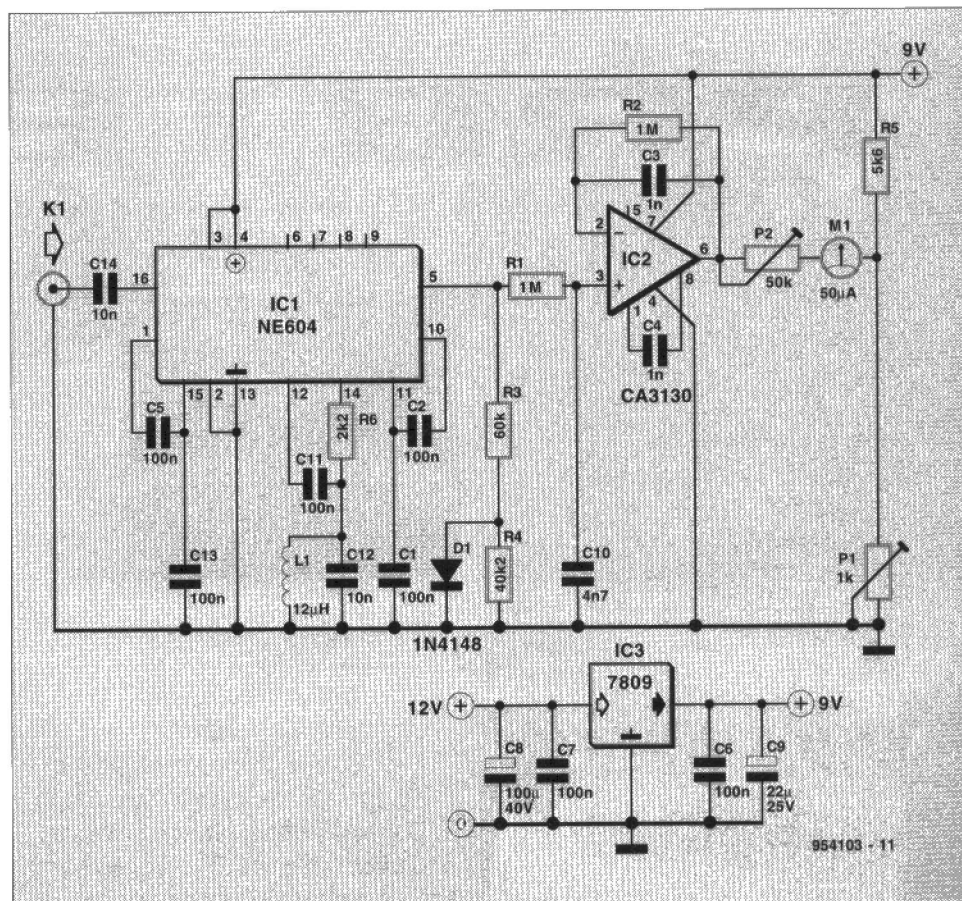 9V
R2
1M
R5
5k6
C3
1n
K1
3 4 6 7 8 9
5
7
2
M1
C14
10n
16
IC1
NE604
5
R1
1M
3
IC2
6
P2
50k
50μA
1
10
4
8
1
C4
1n
CA3130
15 2 13 12 14 11
C5
100n
R6
2k2
C2
100n
R3
60k
C11
100n
C13
100n
L1
12μH
C12
10n
C1
100n
D1
R4
40k2
C10
4n7
P1
1k
1N4148
IC3
7809
12V
9V
C8
100μ
40V
C7
100n
C6
100n
C9
22μ
25V
0
954103 - 11